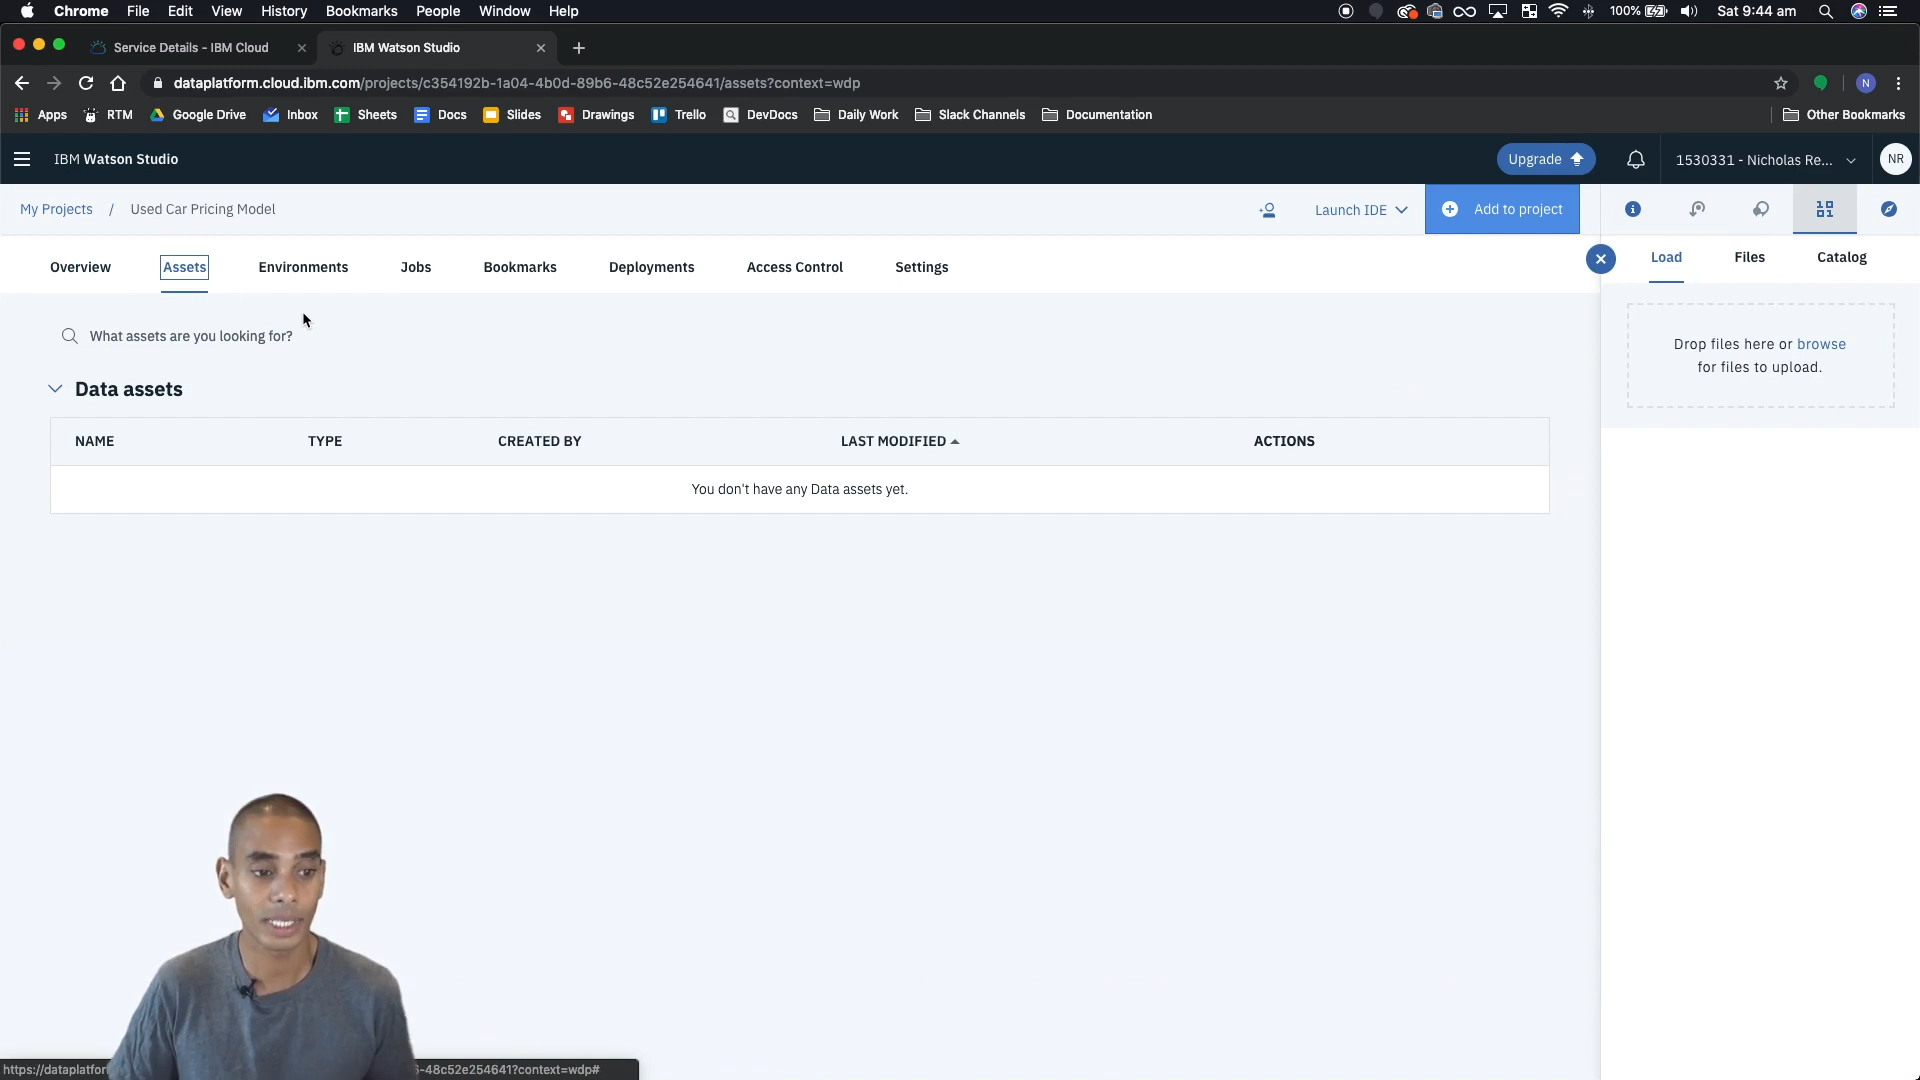 Chrome File Edit View History Bookmarks People Window Help 100% Sat 9:44 am
Service Details - IBM Cloud IBM Watson Studio
dataplatform.cloud.ibm.com/projects/c354192b-1a04-4b0d-89b6-48c52e254641/assets?context=wdp N
Apps RTM Google Drive Inbox Sheets Docs Slides Drawings Trello DevDocs Daily Work Slack Channels Documentation Other Bookmarks
IBM Watson Studio Upgrade 1530331 - Nicholas Re... NR
My Projects / Used Car Pricing Model Launch IDE Add to project
Overview Assets Environments Jobs Bookmarks Deployments Access Control Settings
Load Files Catalog
What assets are you looking for?
Drop files here or browse
for files to upload.
Data assets
NAME TYPE CREATED BY LAST MODIFIED ACTIONS
You don't have any Data assets yet.
https://dataplatfor 6-48c52e254641?context=wdp#